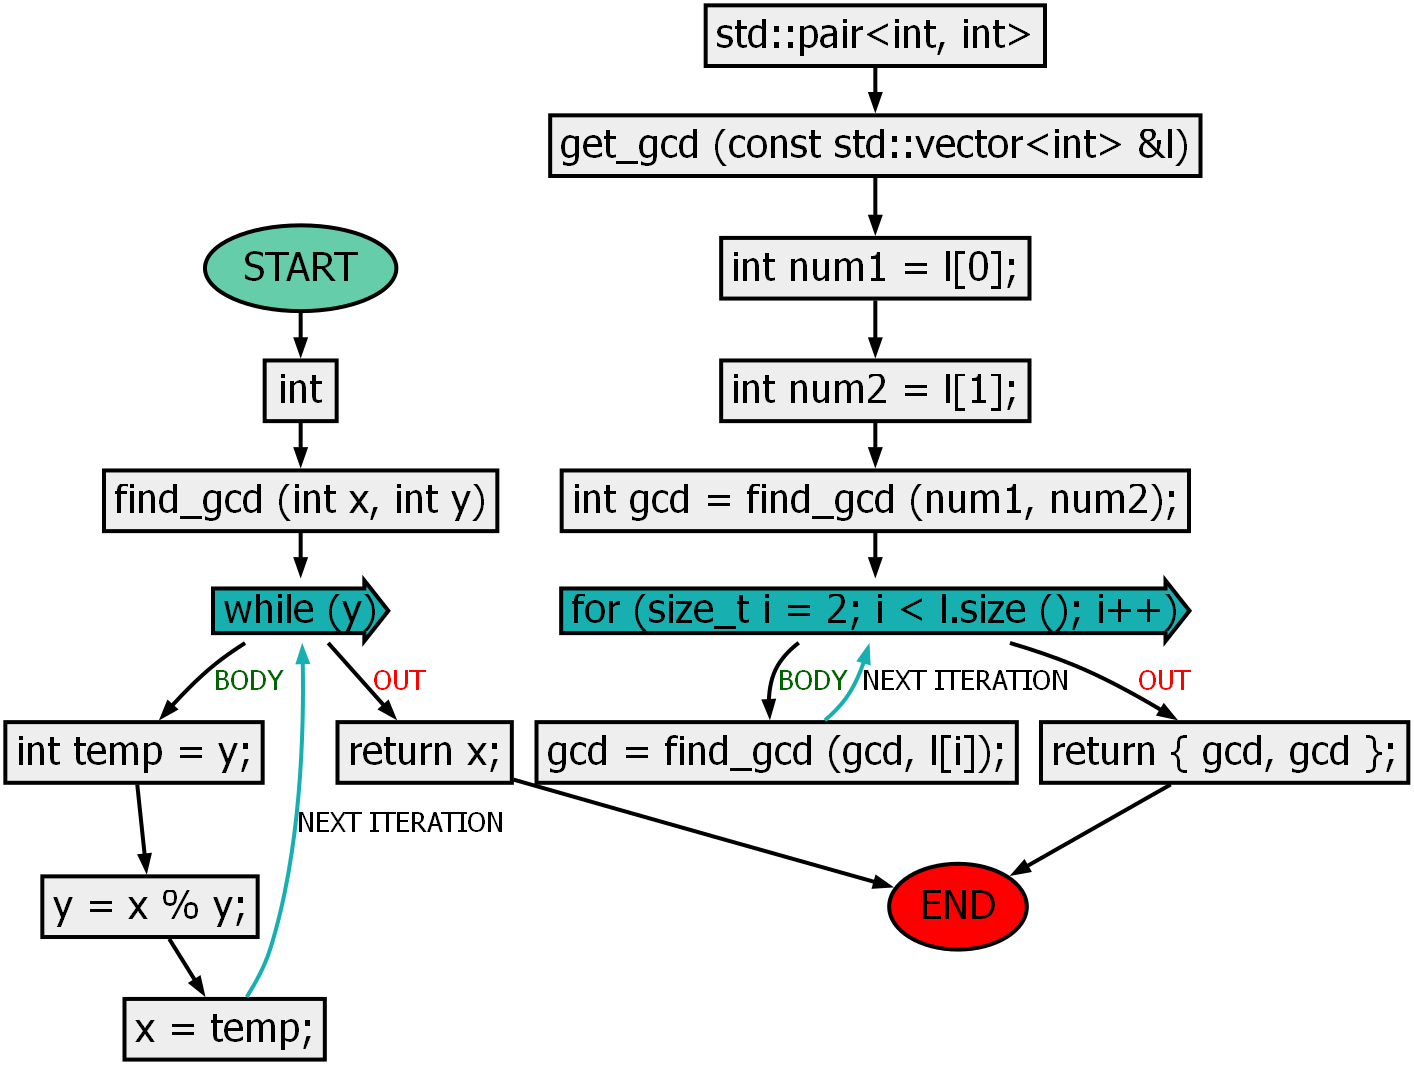 START
int
find_gcd (int x, int y)
while (y)
BODY
OUT
int temp = y;
return x;
NEXT ITERATION
y = x % y;
x = temp;
std::pair<int, int>
get_gcd (const std::vector<int> &l)
int num1 = l[0];
int num2 = l[1];
int gcd = find_gcd (num1, num2);
for (size_t i = 2; i < l.size (); i++)
BODY
NEXT ITERATION
OUT
gcd = find_gcd (gcd, l[i]);
return { gcd, gcd };
END